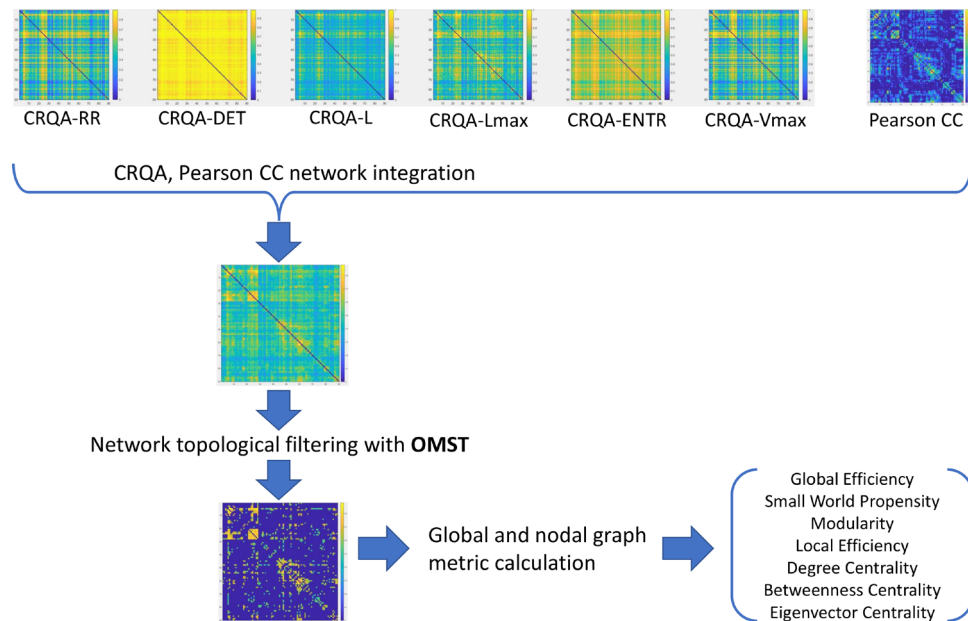 CRQA-RR
CRQA-DET
CRQA-L
CRQA-Lmax
CRQA-ENTR
CRQA-Vmax
Pearson CC
CRQA, Pearson CC network integration
Network topological filtering with OMST
Global and nodal graph
metric calculation
Global Efficiency
Small World Propensity
Modularity
Local Efficiency
Degree Centrality
Betweenness Centrality
Eigenvector Centrality